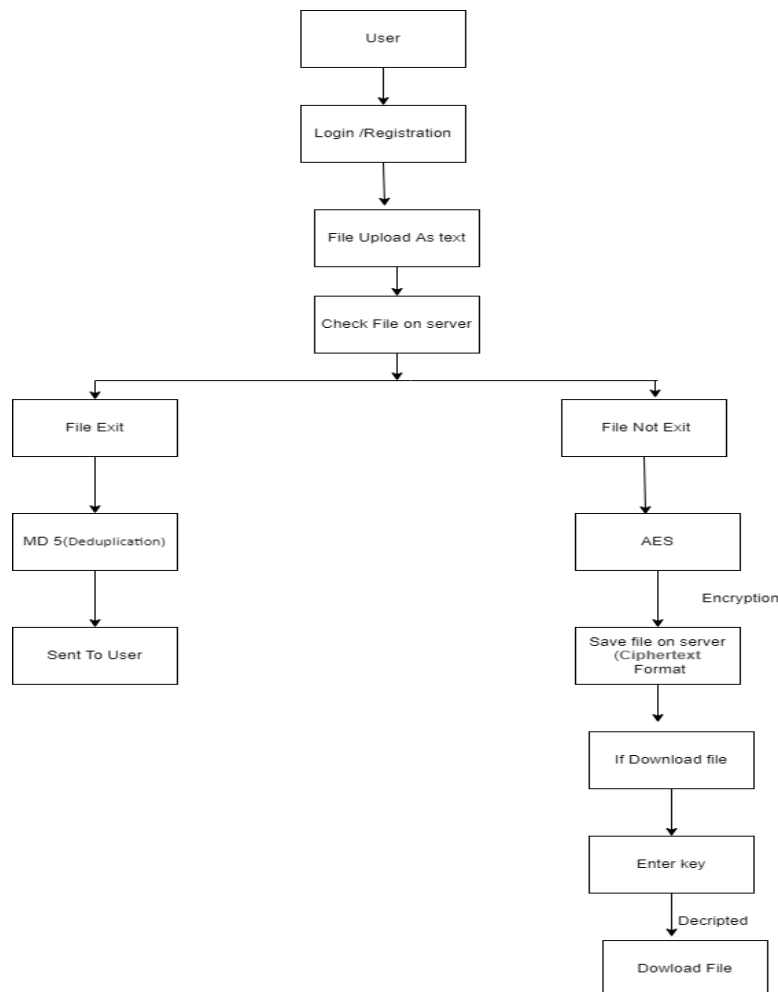 User
Login /Registration
File Upload As text
Check File on server
File Exit
File Not Exit
MD 5(Deduplication)
AES
Encryption
Sent To User
Save file on server
(Ciphertext
Format
If Download file
Enter key
Decripted
Dowload File